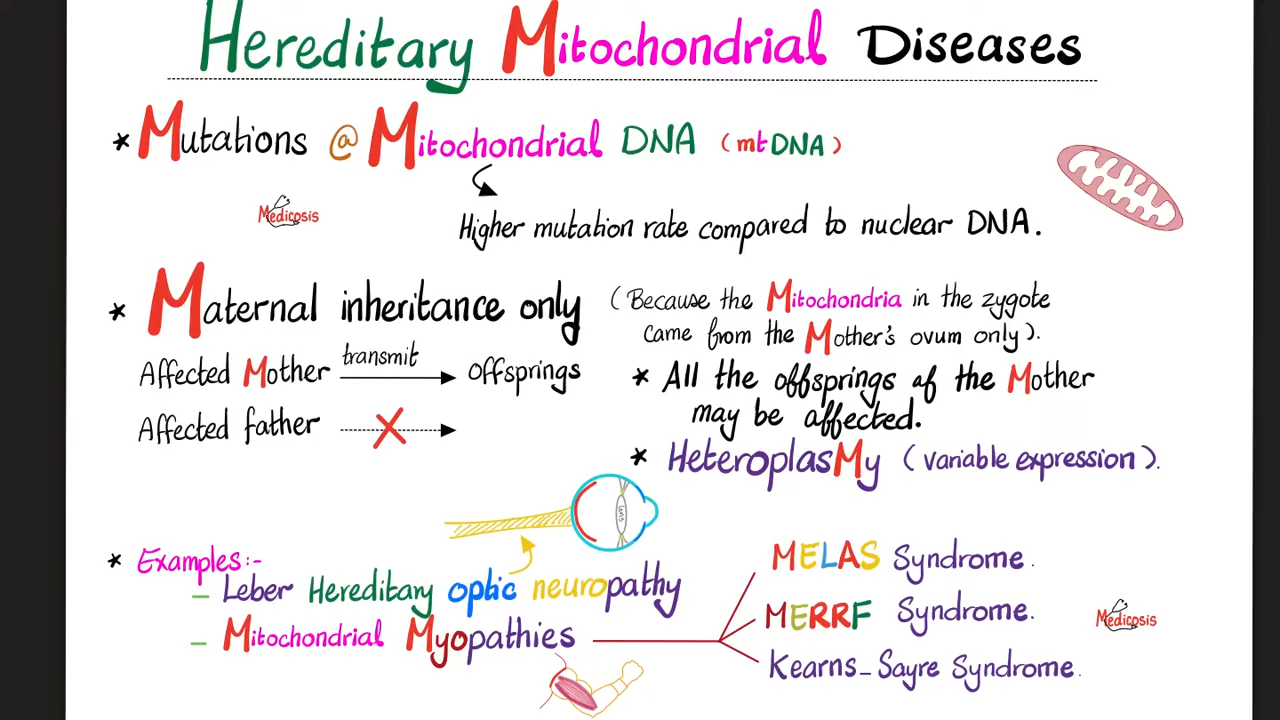 Hereditary Mitochondrial Diseases
* Mutations @ Mitochondrial DNA (mtDNA)
Medicosis
Higher mutation rate compared to nuclear DNA.
* Maternal inheritance only
(Because the Mitochondria in the zygote
came from the Mother's ovum only).
Affected Mother transmit Offsprings
Affected father X
* All the offsprings of the Mother
may be affected.
* HeteroplasMy (variable expression).
lens
* Examples:-
– Leber Hereditary optic neuropathy
– Mitochondrial Myopathies
MELAS Syndrome.
MERRF Syndrome.
Kearns-Sayre Syndrome.
Medicosis